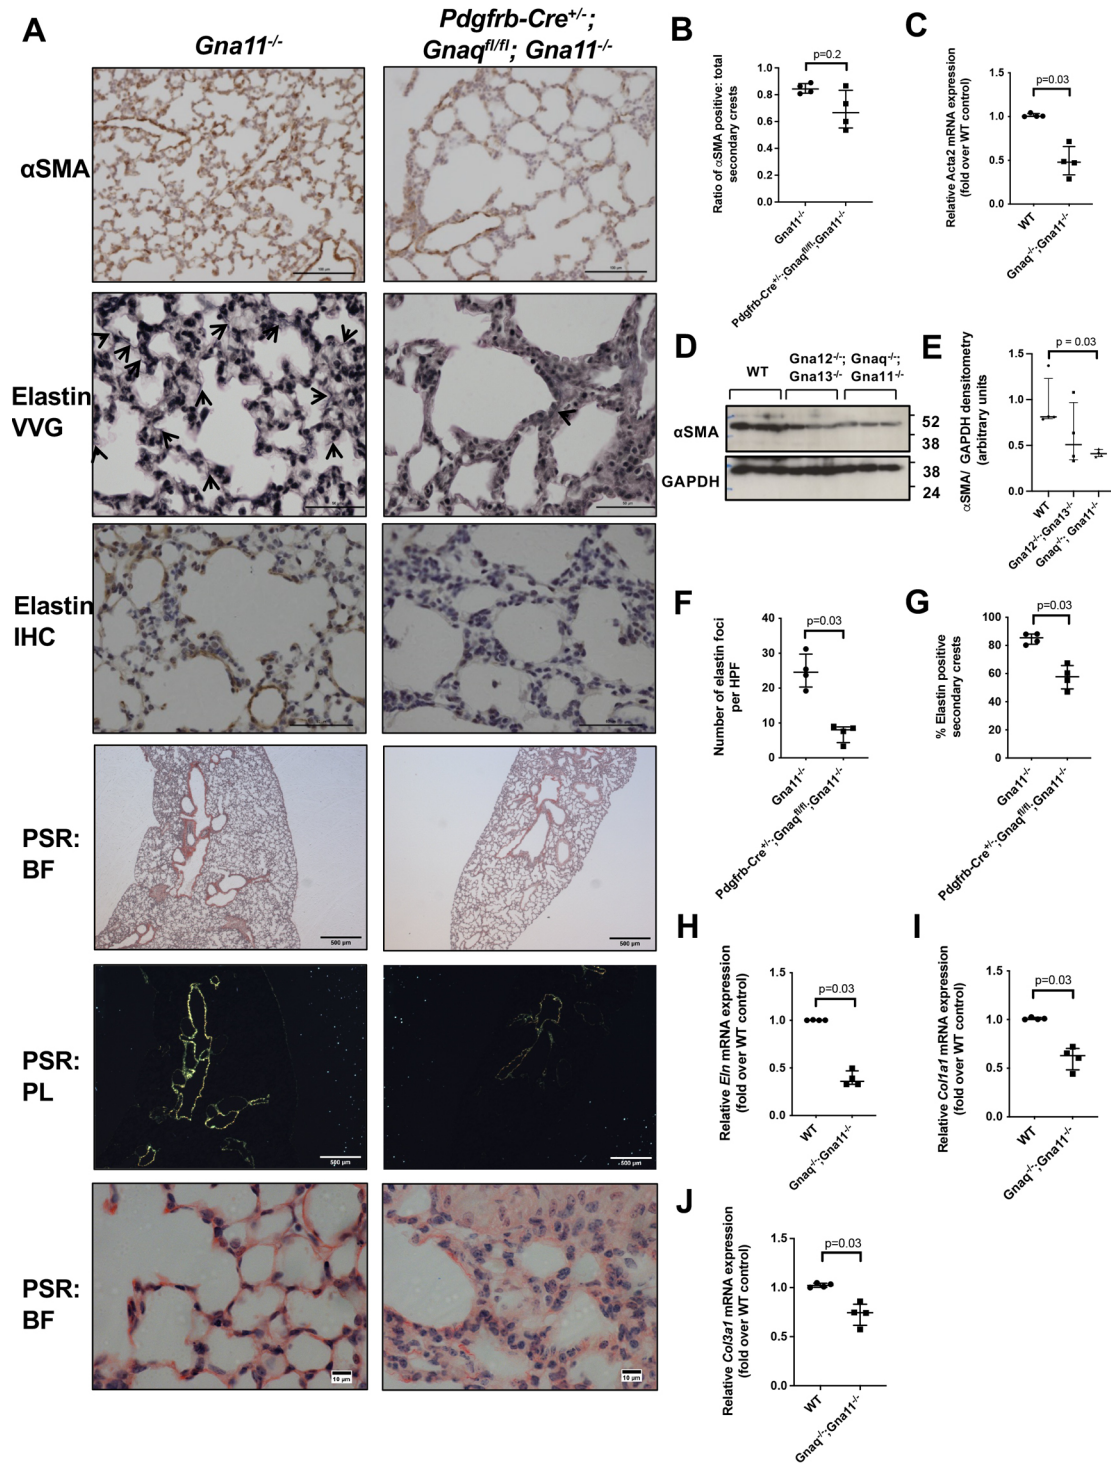 A
Gna11-/-
Pdgfrb-Cre+/-;
Gnaqfl/fl; Gna11-/-
αSMA
Elastin
VVG
Elastin
IHC
PSR:
BF
500 µm
500 µm
PSR:
PL
500 µm
500 µm
PSR:
BF
10 µm
10 µm
B
Ratio of αSMA positive: total
secondary crests
1.0
0.8
0.6
0.4
0.2
0.0
p=0.2
Gna11-/-
Pdgfrb-Cre+/-;Gnaqfl/fl;Gna11-/-
C
Relative Acta2 mRNA expression
(fold over WT control)
1.5
1.0
0.5
0.0
p=0.03
WT
Gnaq-/-;Gna11-/-
D
WT
Gna12-/-;
Gna13-/-
Gnaq-/-;
Gna11-/-
αSMA
52
38
GAPDH
38
24
E
αSMA/ GAPDH densitometry
(arbitrary units)
1.5
1.0
0.5
0.0
p = 0.03
WT
Gna12-/-;Gna13-/-
Gnaq-/-; Gna11-/-
F
Number of elastin foci
per HPF
40
30
20
10
0
p=0.03
Gna11-/-
Pdgfrb-Cre+/-;Gnaqfl/fl;Gna11-/-
G
% Elastin positive
secondary crests
100
80
60
40
20
0
p=0.03
Gna11-/-
Pdgfrb-Cre+/-;Gnaqfl/fl;Gna11-/-
H
Relative Eln mRNA expression
(fold over WT control)
1.5
1.0
0.5
0.0
p=0.03
WT
Gnaq-/-;Gna11-/-
I
Relative Col1a1 mRNA expression
(fold over WT control)
1.5
1.0
0.5
0.0
p=0.03
WT
Gnaq-/-;Gna11-/-
J
Relative Col3a1 mRNA expression
(fold over WT control)
1.5
1.0
0.5
0.0
p=0.03
WT
Gnaq-/-;Gna11-/-